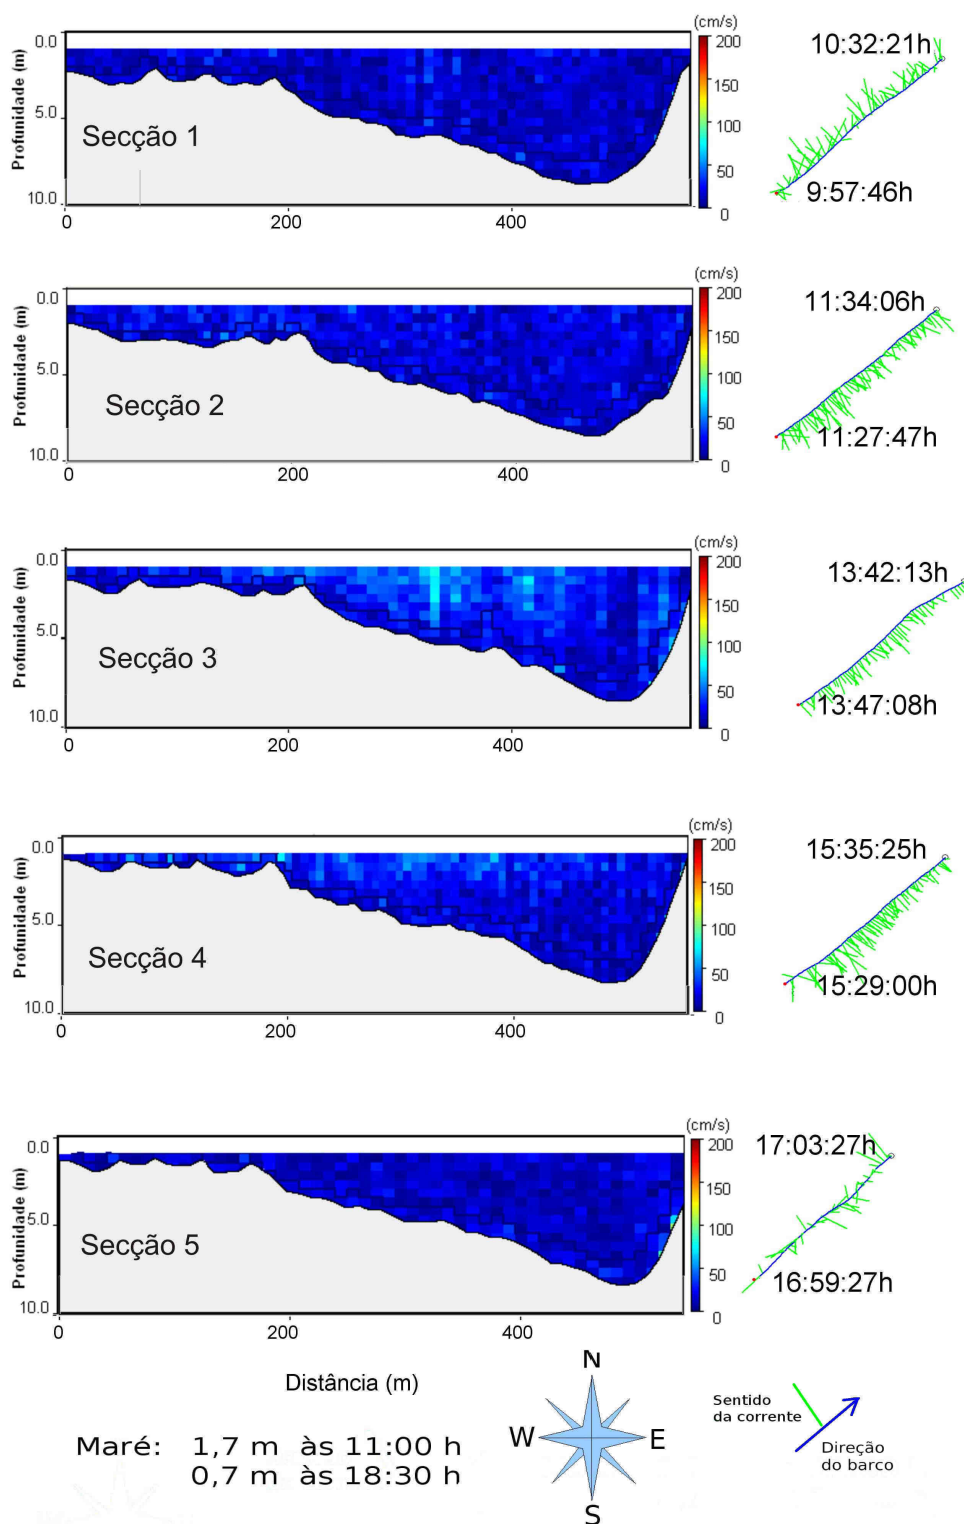 (cm/s)
0.0
5.0
10.0
Profunidade (m)
Secção 1
0
200
400
200
150
100
50
0
10:32:21h
9:57:46h
(cm/s)
0.0
5.0
10.0
Profunidade (m)
Secção 2
0
200
400
200
150
100
50
0
11:34:06h
11:27:47h
(cm/s)
0.0
5.0
10.0
Profunidade (m)
Secção 3
0
200
400
200
150
100
50
0
13:42:13h
13:47:08h
(cm/s)
0.0
5.0
10.0
Profunidade (m)
Secção 4
0
200
400
200
150
100
50
0
15:35:25h
15:29:00h
(cm/s)
0.0
5.0
10.0
Profunidade (m)
Secção 5
0
200
400
200
150
100
50
0
17:03:27h
16:59:27h
Distância (m)
Maré: 1,7 m às 11:00 h
0,7 m às 18:30 h
N
W
E
S
Sentido
da corrente
Direção
do barco